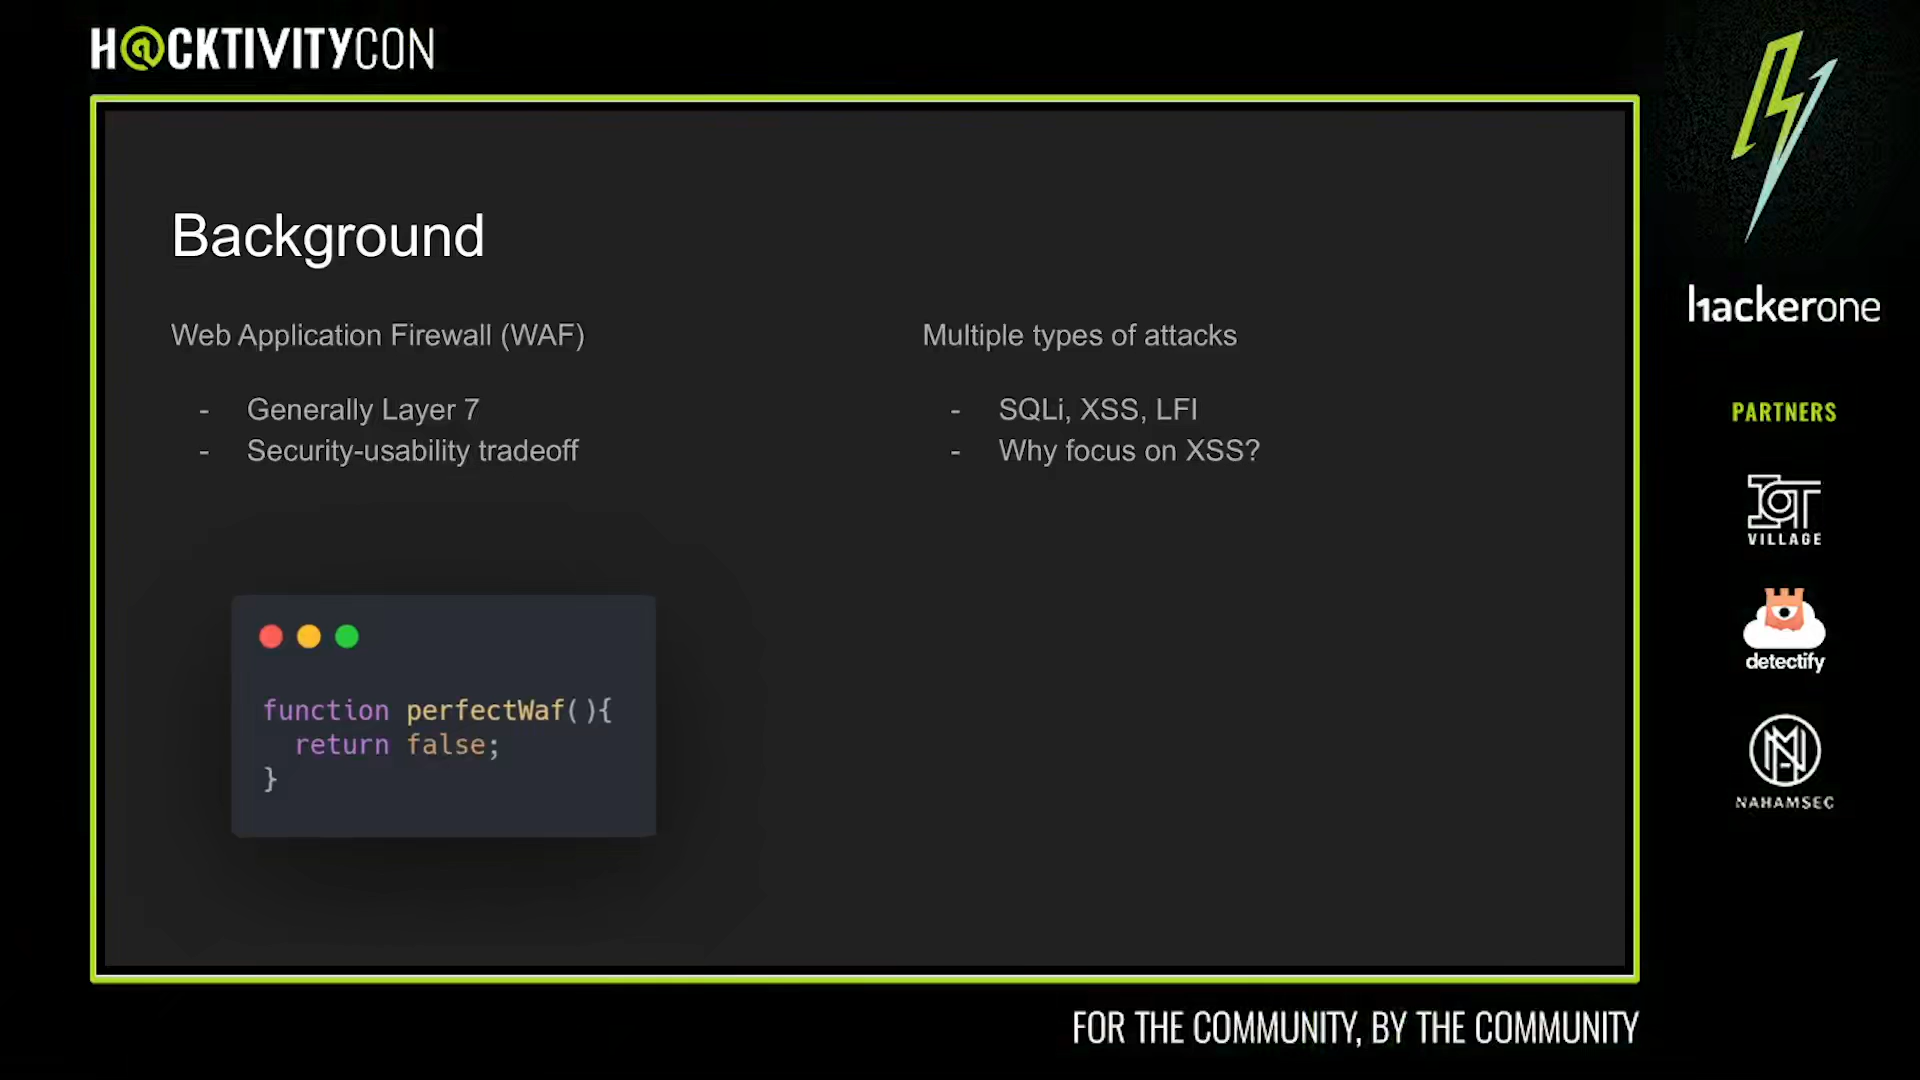 H@CKTIVITYCON
Background
Web Application Firewall (WAF)
- Generally Layer 7
- Security-usability tradeoff
Multiple types of attacks
- SQLi, XSS, LFI
- Why focus on XSS?
function perfectWaf(){
  return false;
}
hackerone
PARTNERS
IOT
VILLAGE
detectify
NAHAMSEC
FOR THE COMMUNITY, BY THE COMMUNITY